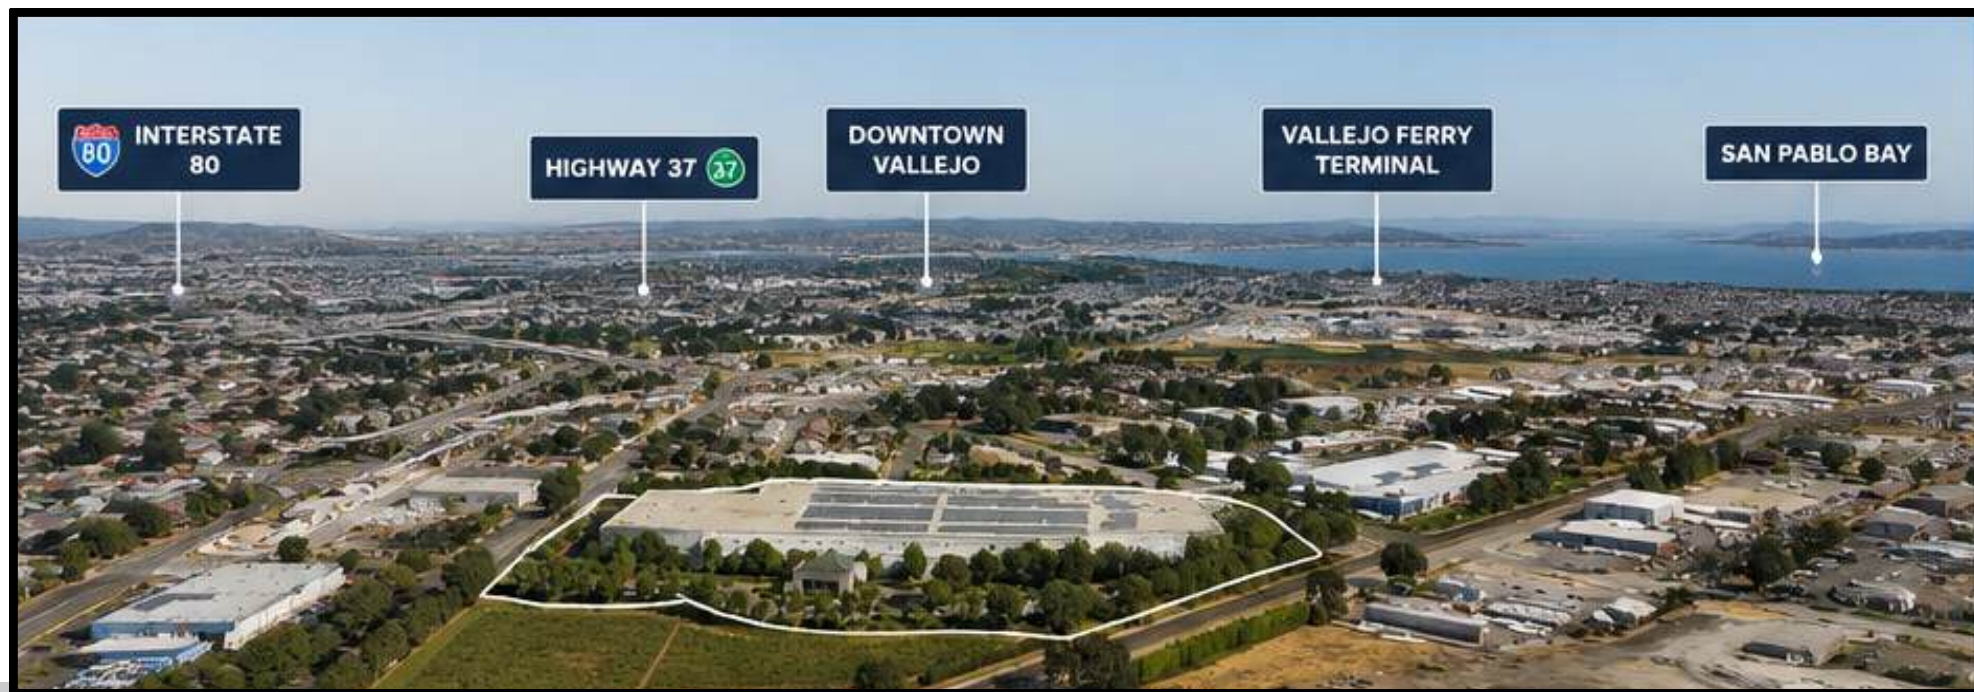 80
INTERSTATE
80
HIGHWAY 37
37
DOWNTOWN
VALLEJO
VALLEJO FERRY
TERMINAL
SAN PABLO BAY